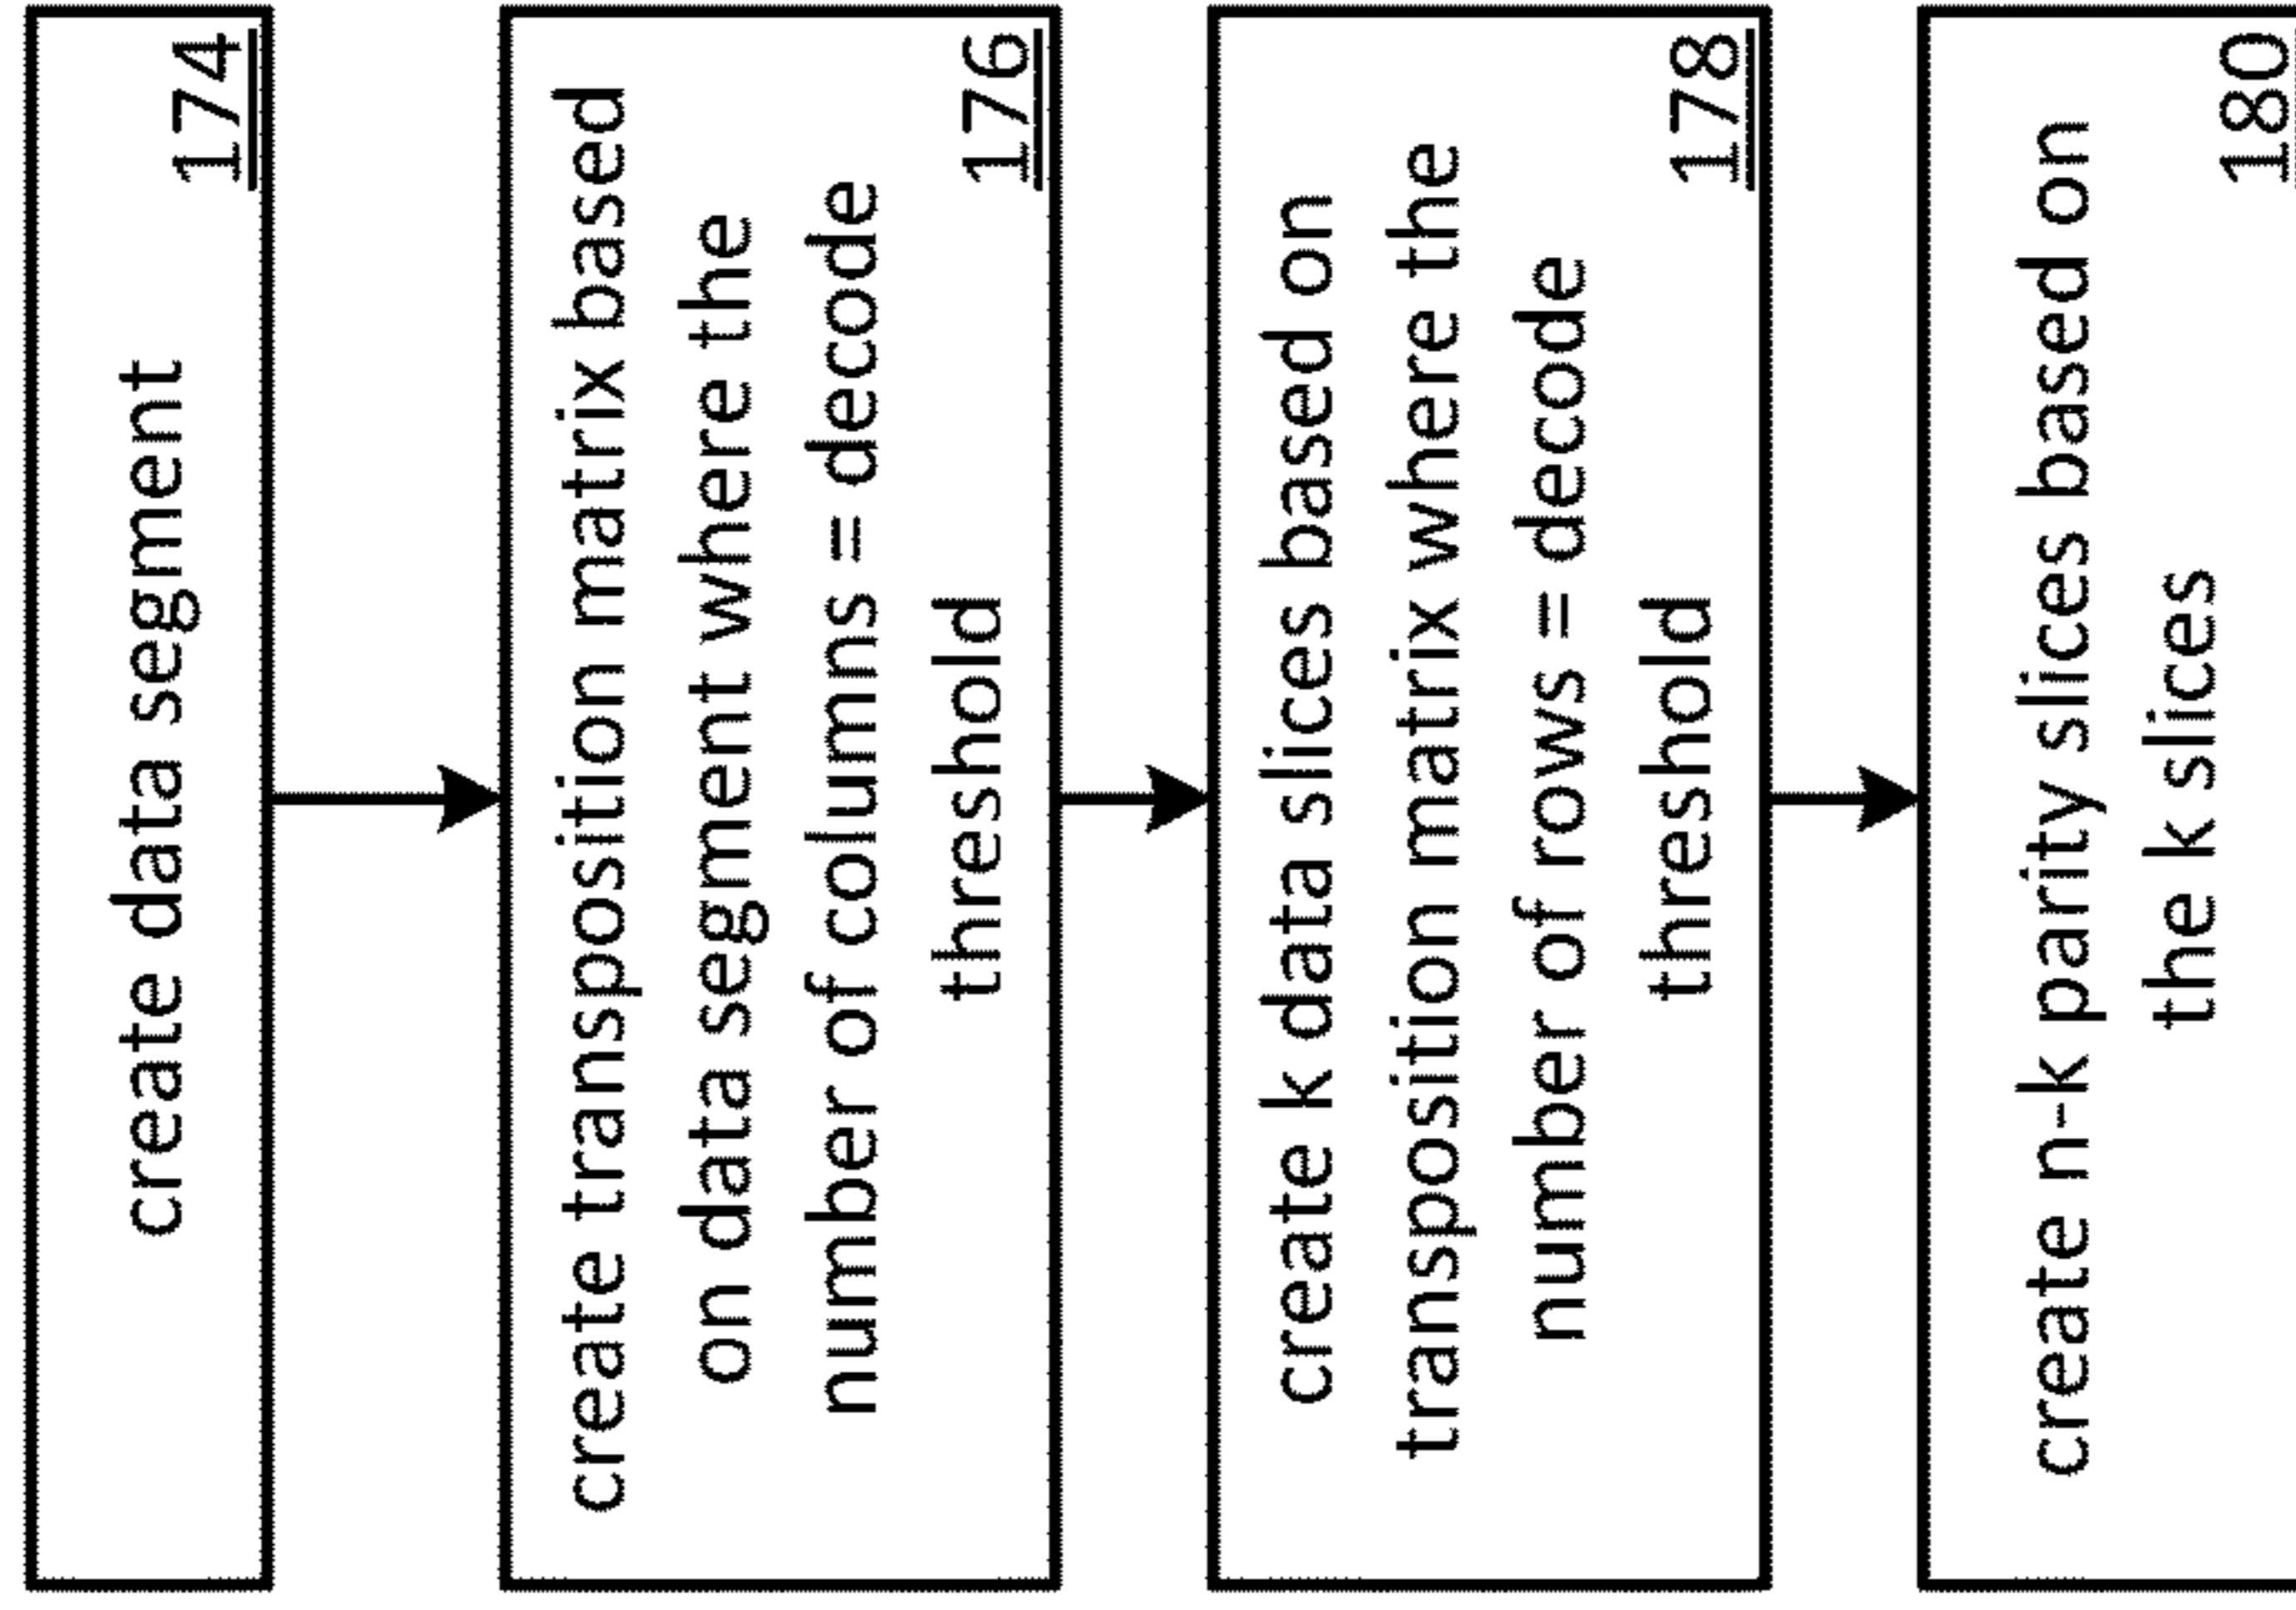 create data segment
174
create transposition matrix based
on data segment where the
number of columns = decode
threshold
176
create k data slices based on
transposition matrix where the
number of rows = decode
threshold
178
create n-k parity slices based on
the k slices
180